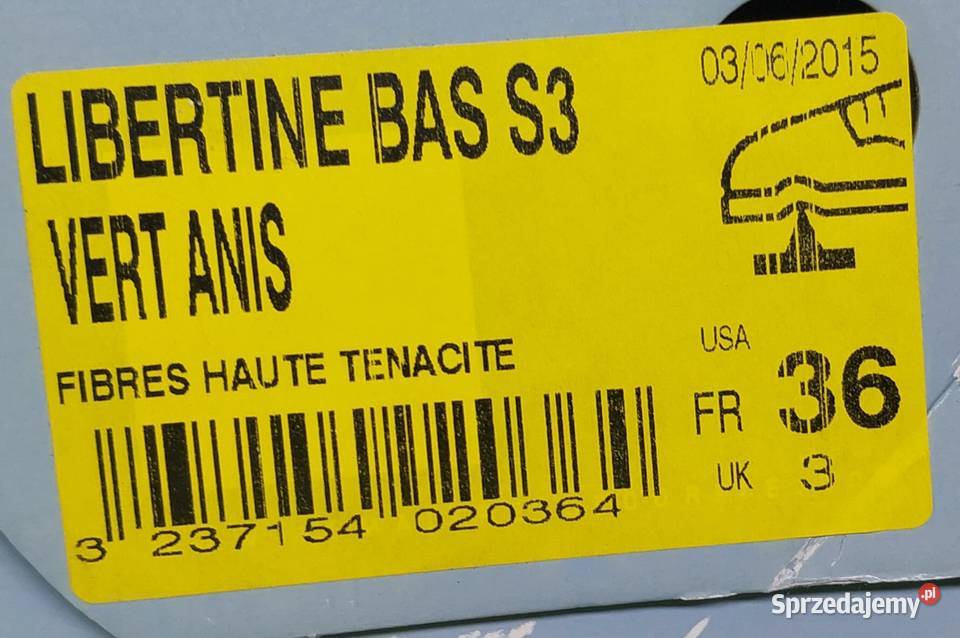 LIBERTINE BAS S3
03/06/2015
VERT ANIS
FIBRES HAUTE TENACITE
USA
FR 36
UK 3
3 237154 020364
Sprzedajemy.pl